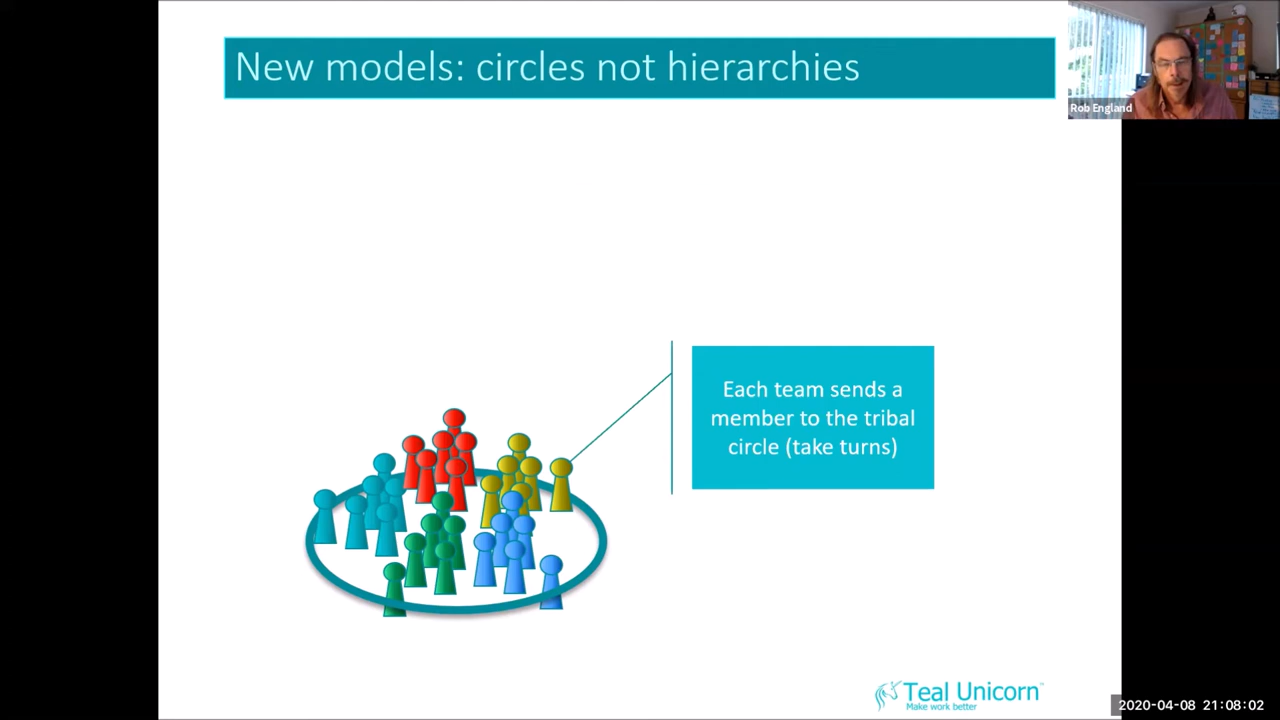 New models: circles not hierarchies
Rob England
Each team sends a
member to the tribal
circle (take turns)
Teal Unicorn™
Make work better
2020-04-08 21:08:02